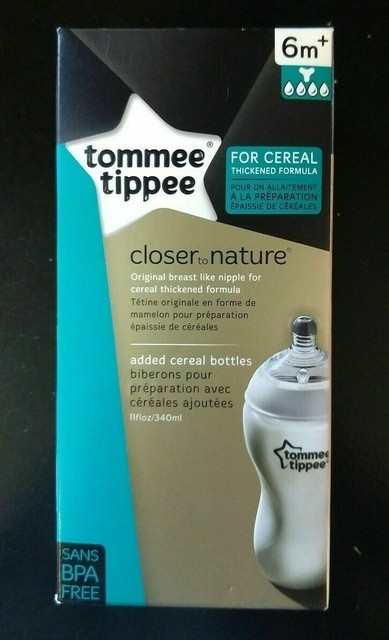 6m+
tommee®
tippee
FOR CEREAL
THICKENED FORMULA
POUR UN ALLAITEMENT
À LA PRÉPARATION
ÉPAISSIE DE CÉRÉALES
closer to nature®
Original breast like nipple for
cereal thickened formula
Tétine originale en forme de
mamelon pour préparation
épaissie de céréales
added cereal bottles
biberons pour
préparation avec
céréales ajoutées
11floz/340ml
tommee
tippee
SANS
BPA
FREE